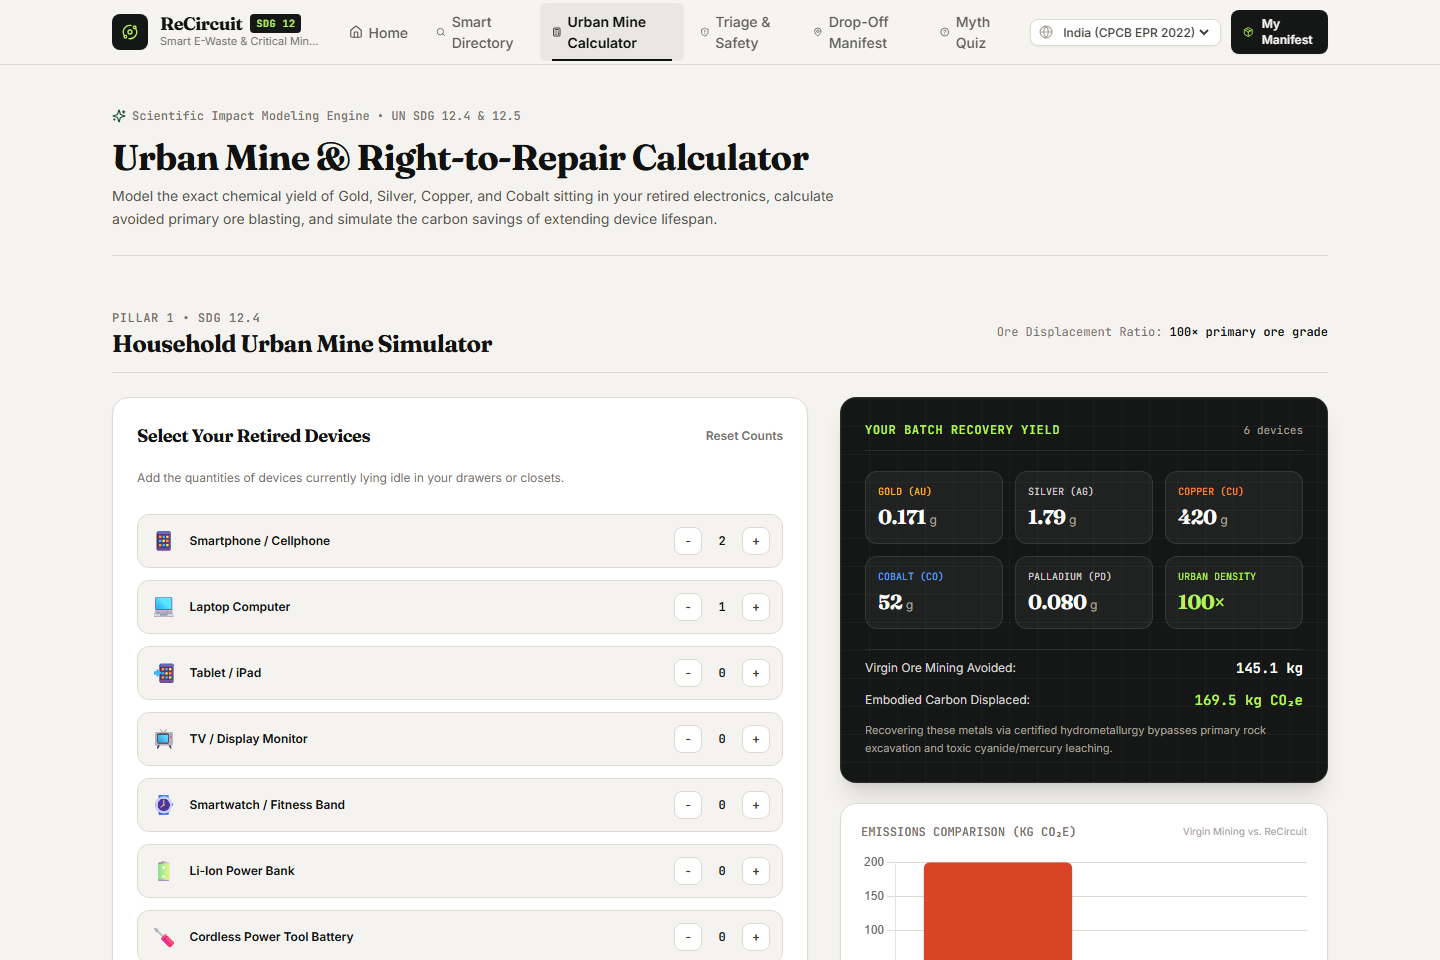 ReCircuit SDG 12
Smart E-Waste & Critical Min...
Home
Smart
Directory
Urban Mine
Calculator
Triage &
Safety
Drop-Off
Manifest
Myth
Quiz
India (CPCB EPR 2022)
My
Manifest
Scientific Impact Modeling Engine • UN SDG 12.4 & 12.5
Urban Mine & Right-to-Repair Calculator
Model the exact chemical yield of Gold, Silver, Copper, and Cobalt sitting in your retired electronics, calculate
avoided primary ore blasting, and simulate the carbon savings of extending device lifespan.
PILLAR 1 • SDG 12.4
Household Urban Mine Simulator
Ore Displacement Ratio: 100× primary ore grade
Select Your Retired Devices
Reset Counts
Add the quantities of devices currently lying idle in your drawers or closets.
Smartphone / Cellphone - 2 +
Laptop Computer - 1 +
Tablet / iPad - 0 +
TV / Display Monitor - 0 +
Smartwatch / Fitness Band - 0 +
Li-Ion Power Bank - 0 +
Cordless Power Tool Battery - 0 +
YOUR BATCH RECOVERY YIELD
6 devices
GOLD (AU)
0.171 g
SILVER (AG)
1.79 g
COPPER (CU)
420 g
COBALT (CO)
52 g
PALLADIUM (PD)
0.080 g
URBAN DENSITY
100×
Virgin Ore Mining Avoided: 145.1 kg
Embodied Carbon Displaced: 169.5 kg CO₂e
Recovering these metals via certified hydrometallurgy bypasses primary rock
excavation and toxic cyanide/mercury leaching.
EMISSIONS COMPARISON (KG CO₂E)
Virgin Mining vs. ReCircuit
200
150
100